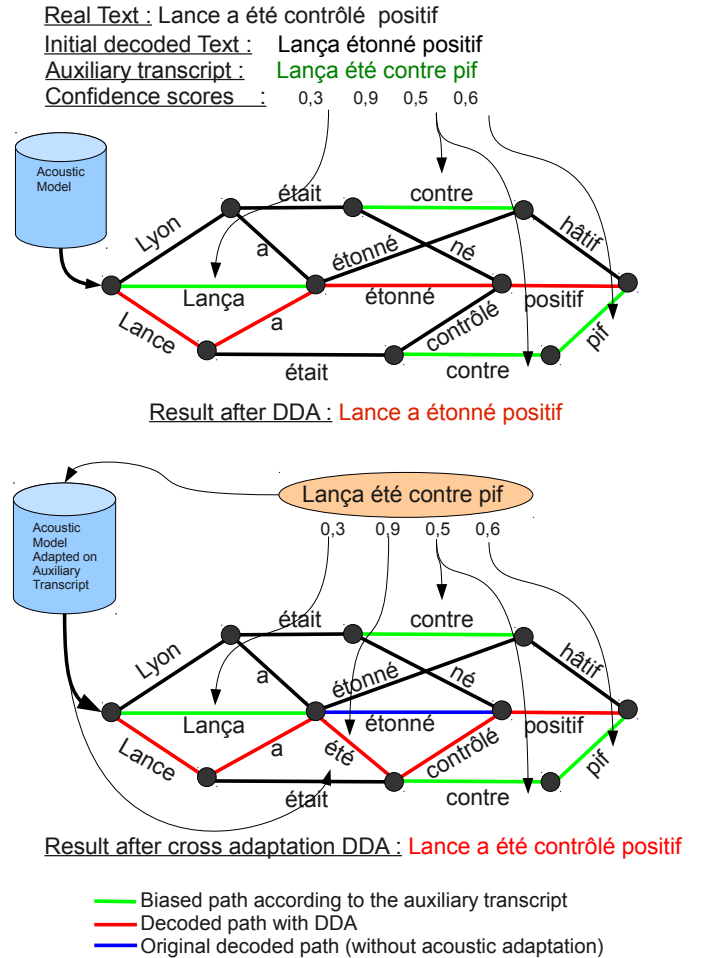 Real Text : Lance a été contrôlé positif
Initial decoded Text : Lança étonné positif
Auxiliary transcript : Lança été contre pif
Confidence scores : 0,3 0,9 0,5 0,6
Acoustic
Model
Lyon
était
contre
a
étonné
né
hâtif
Lança
étonné
positif
Lance
a
contrôlé
pif
était
contre
Result after DDA : Lance a étonné positif
Lança été contre pif
0,3 0,9 0,5 0,6
Acoustic
Model
Adapted on
Auxiliary
Transcript
Lyon
était
contre
a
étonné
né
hâtif
Lança
étonné
positif
Lance
a
été
contrôlé
pif
était
contre
Result after cross adaptation DDA : Lance a été contrôlé positif
Biased path according to the auxiliary transcript
Decoded path with DDA
Original decoded path (without acoustic adaptation)